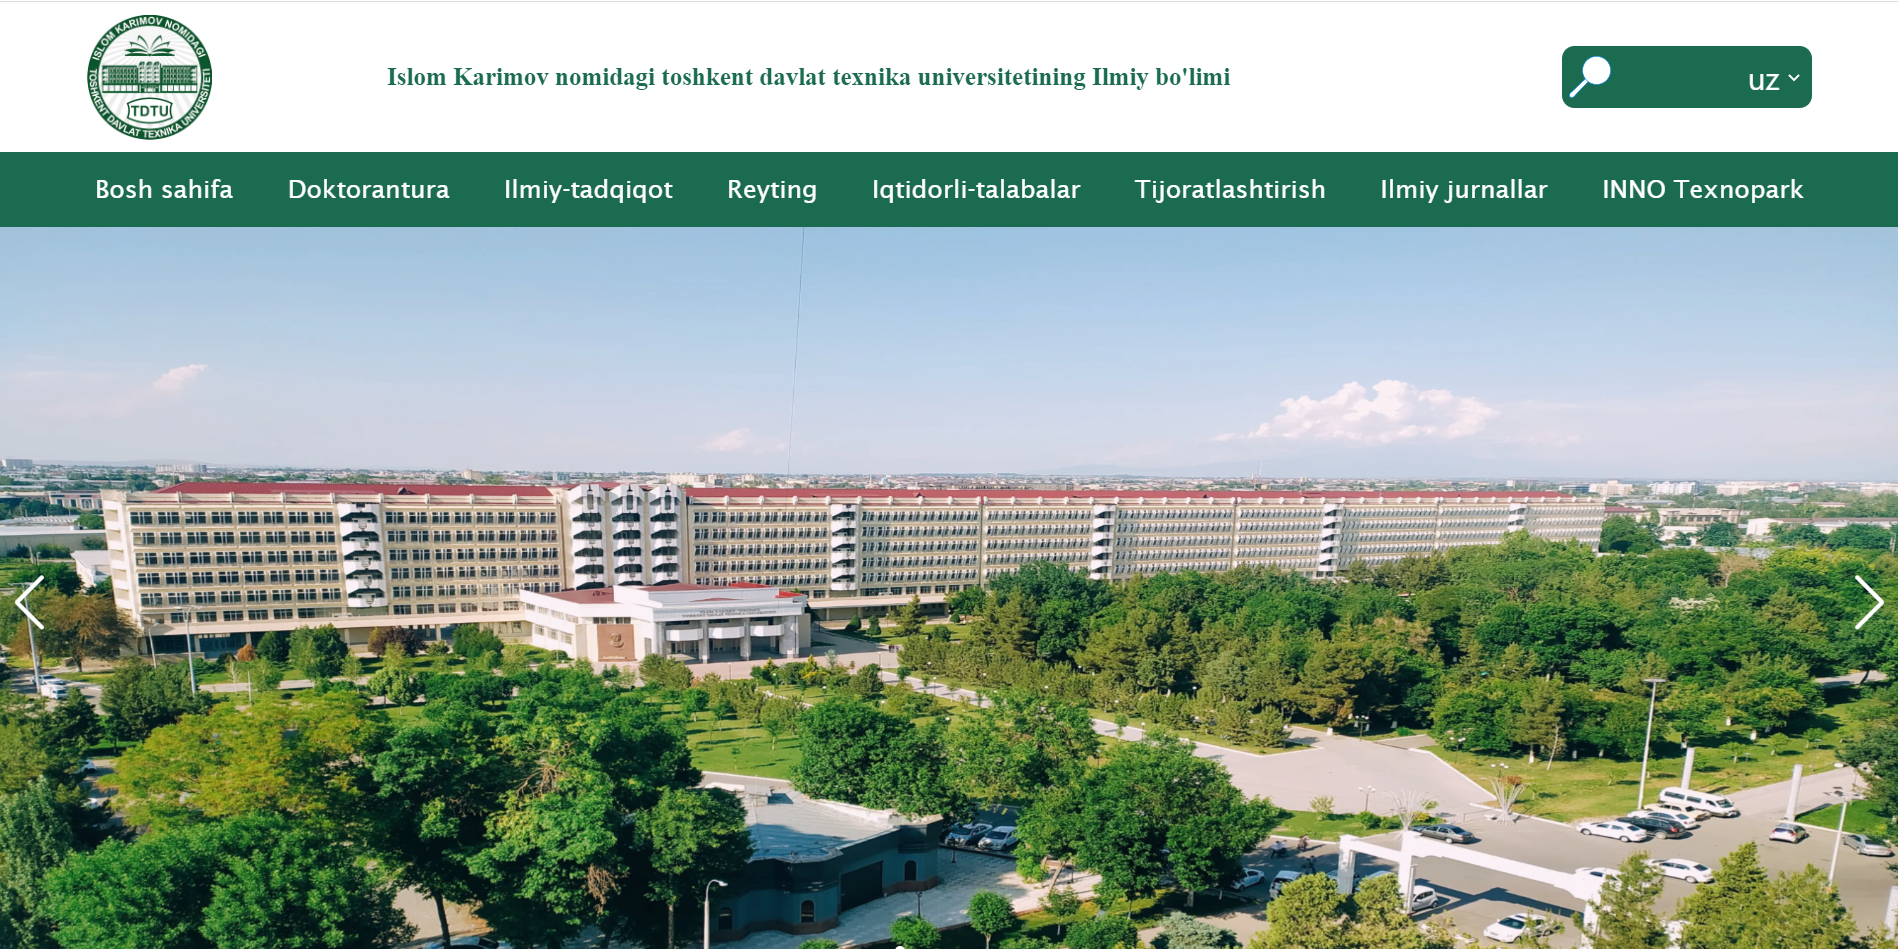 ISLOM KARIMOV NOMIDAGI
TOSHKENT DAVLAT TEXNIKA UNIVERSITETI
TDTU
Islom Karimov nomidagi toshkent davlat texnika universitetining Ilmiy bo'limi
uz
Bosh sahifa Doktorantura Ilmiy-tadqiqot Reyting Iqtidorli-talabalar Tijoratlashtirish Ilmiy jurnallar INNO Texnopark